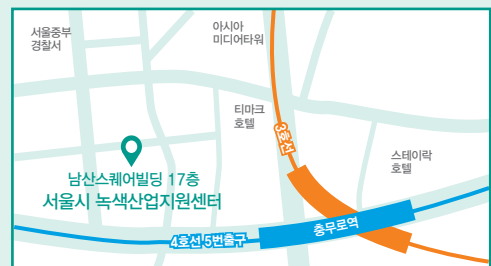 서울중부
경찰서
아시아
미디어타워
티마크
호텔
3호선
스테이락
호텔
남산스퀘어빌딩 17층
서울시 녹색산업지원센터
4호선 5번출구
충무로역